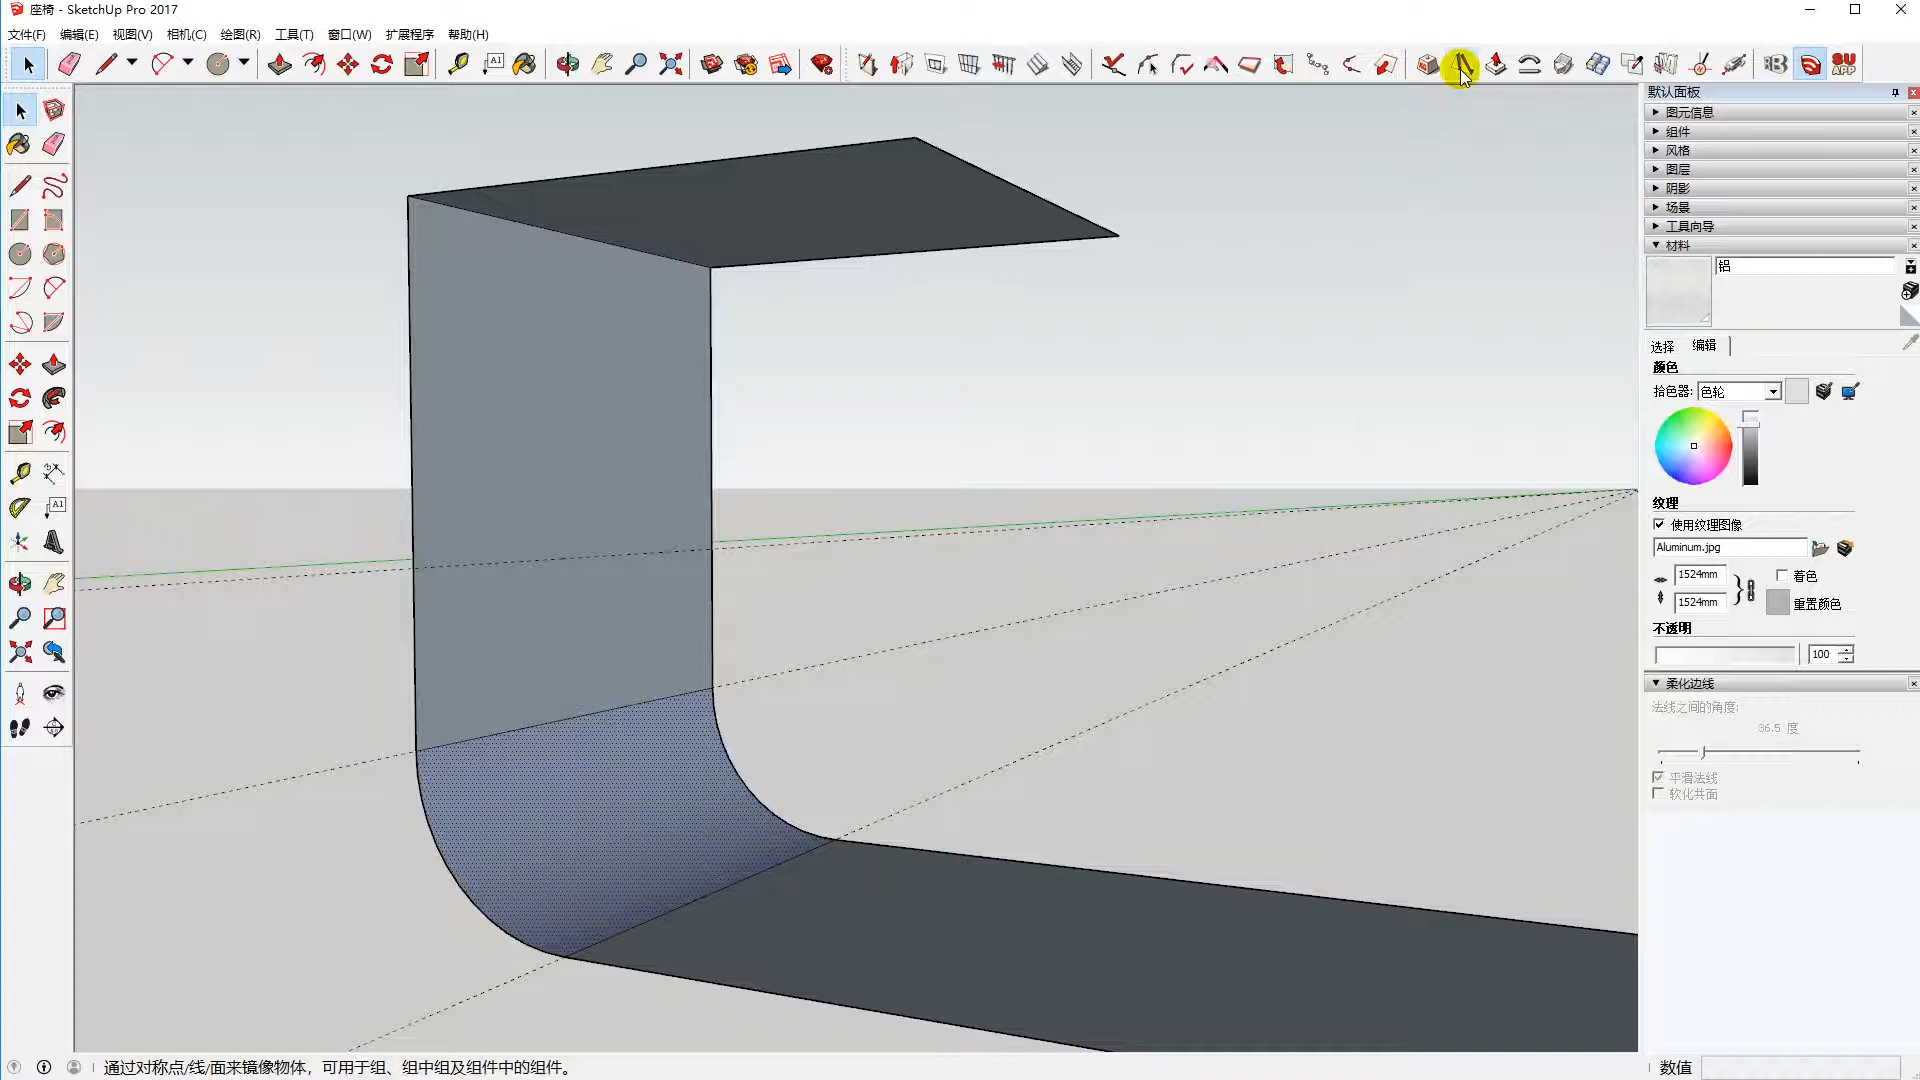 座椅 - SketchUp Pro 2017
文件(F) 编辑(E) 视图(V) 相机(C) 绘图(R) 工具(T) 窗口(W) 扩展程序 帮助(H)
A1
SU
APP
默认面板
图元信息
组件
风格
图层
阴影
场景
工具向导
材料
铝
选择 编辑
颜色
拾色器: 色轮
纹理
使用纹理图像
Aluminum.jpg
1524mm 着色
1524mm 重置颜色
不透明
100
柔化边线
法线之间的角度:
36.5 度
平滑法线
软化共面
A1
通过对称点/线/面来镜像物体，可用于组、组中组及组件中的组件。
数值